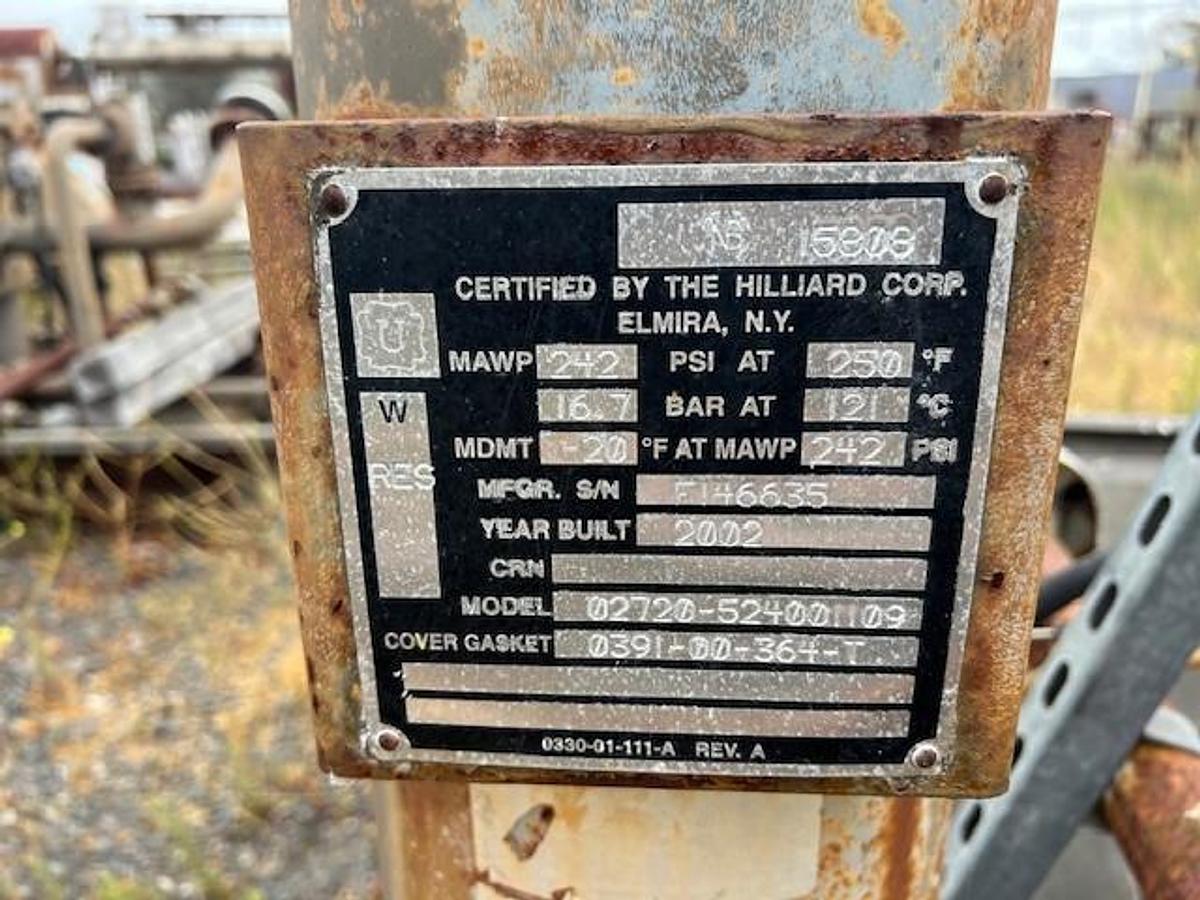 NB 15808
CERTIFIED BY THE HILLIARD CORP.
ELMIRA, N.Y.
U
MAWP 242 PSI AT 250 °F
16.7 BAR AT 121 °C
W
MDMT -20 °F AT MAWP 242 PSI
RES
MFGR. S/N F146635
YEAR BUILT 2002
CRN
MODEL 02720-524001109
COVER GASKET 0391-00-364-T
0330-01-111-A REV. A